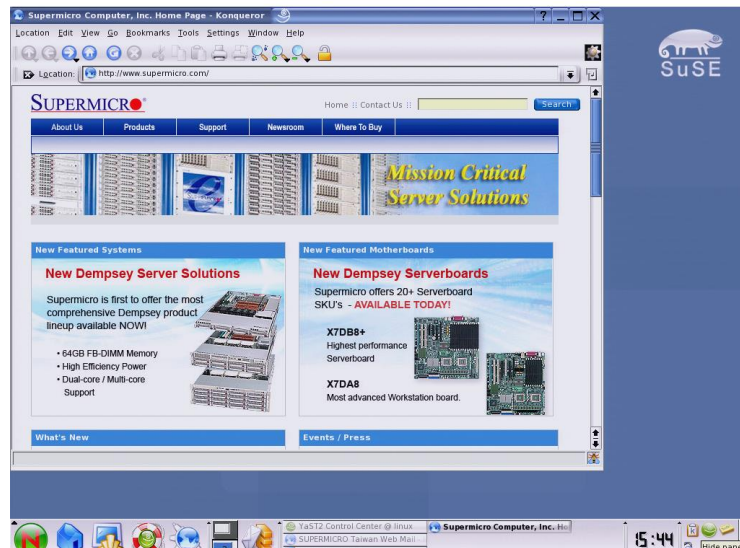 Supermicro Computer, Inc. Home Page - Konqueror
Location Edit View Go Bookmarks Tools Settings Window Help
Location: http://www.supermicro.com/
SuSE
SUPERMICRO
Home :: Contact Us ::
Search
About Us Products Support Newsroom Where To Buy
Mission Critical
Server Solutions
New Featured Systems
New Dempsey Server Solutions
Supermicro is first to offer the most
comprehensive Dempsey product
lineup available NOW!
• 64GB FB-DIMM Memory
• High Efficiency Power
• Dual-core / Multi-core
Support
New Featured Motherboards
New Dempsey Serverboards
Supermicro offers 20+ Serverboard
SKU's - AVAILABLE TODAY!
X7DB8+
Highest performance
Serverboard
X7DA8
Most advanced Workstation board.
What's New
Events / Press
YaST2 Control Center @ linux
SUPERMICRO Taiwan Web Mail
Supermicro Computer, Inc. Ho
15:44
Hide pane